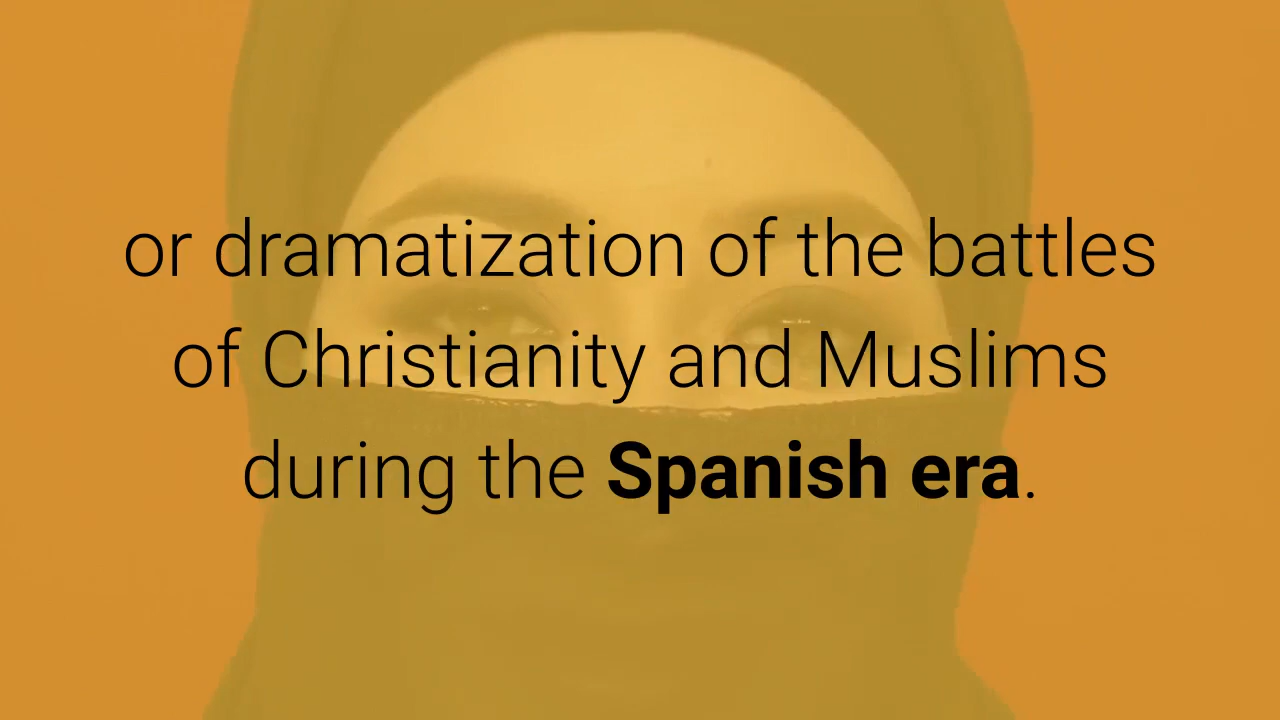 or dramatization of the battles
of Christianity and Muslims
during the Spanish era.